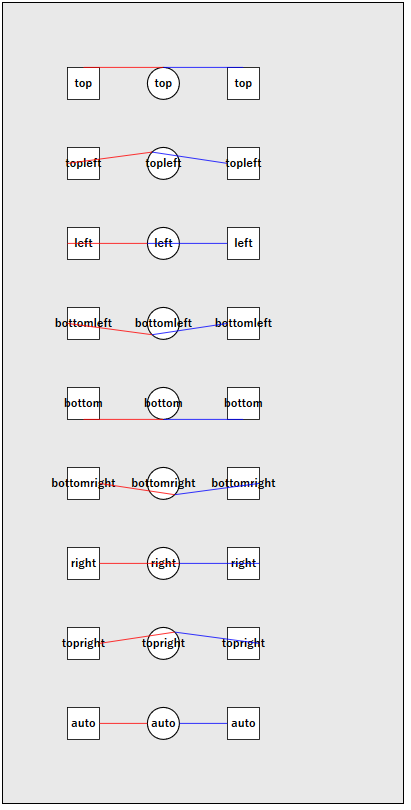 top top top
topleft topleft topleft
left left left
bottomleft bottomleft bottomleft
bottom bottom bottom
bottomright bottomright bottomright
right right right
topright topright topright
auto auto auto